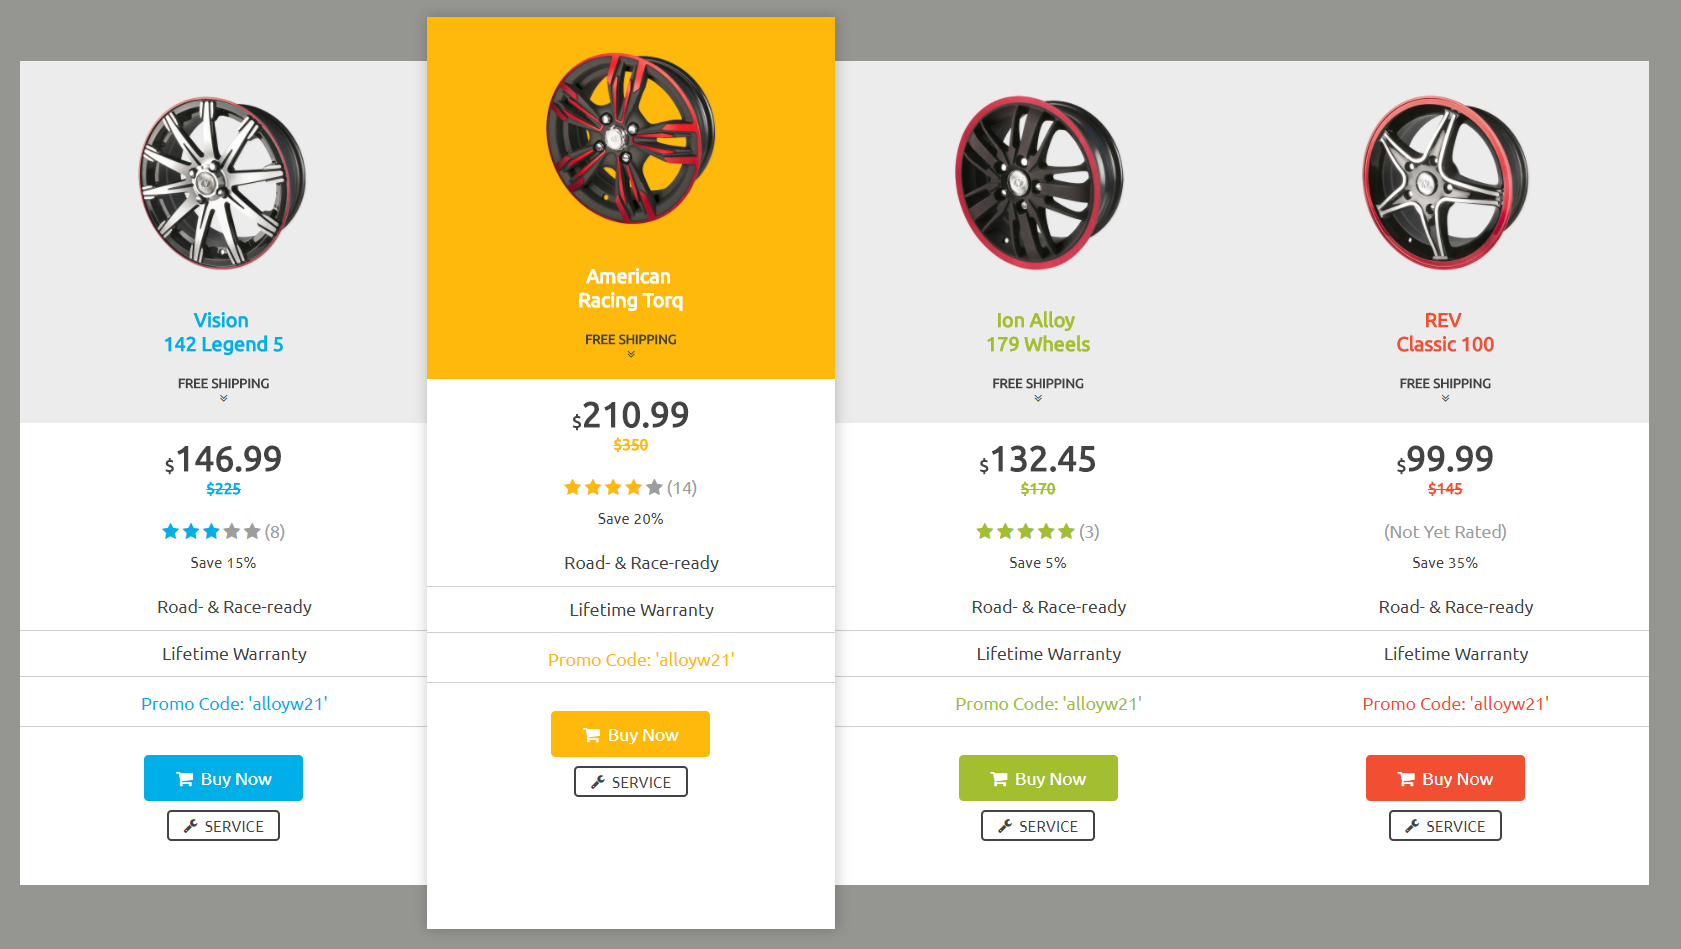 Vision
142 Legend 5
FREE SHIPPING
$146.99
$225
(8)
Save 15%
Road- & Race-ready
Lifetime Warranty
Promo Code: 'alloyw21'
Buy Now
SERVICE
American
Racing Torq
FREE SHIPPING
$210.99
$350
(14)
Save 20%
Road- & Race-ready
Lifetime Warranty
Promo Code: 'alloyw21'
Buy Now
SERVICE
Ion Alloy
179 Wheels
FREE SHIPPING
$132.45
$170
(3)
Save 5%
Road- & Race-ready
Lifetime Warranty
Promo Code: 'alloyw21'
Buy Now
SERVICE
REV
Classic 100
FREE SHIPPING
$99.99
$145
(Not Yet Rated)
Save 35%
Road- & Race-ready
Lifetime Warranty
Promo Code: 'alloyw21'
Buy Now
SERVICE